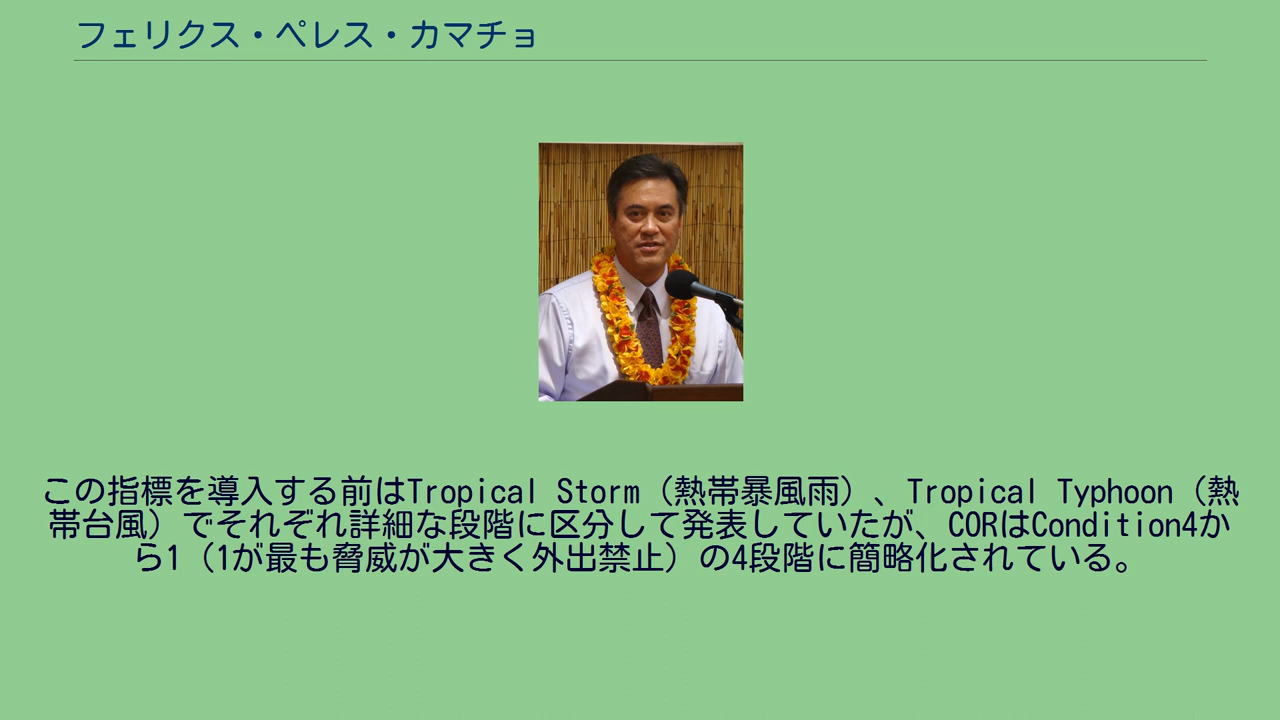 フェリクス・ペレス・カマチョ
この指標を導入する前はTropical Storm（熱帯暴風雨）、Tropical Typhoon（熱
帯台風）でそれぞれ詳細な段階に区分して発表していたが、CORはCondition4か
ら1（1が最も脅威が大きく外出禁止）の4段階に簡略化されている。